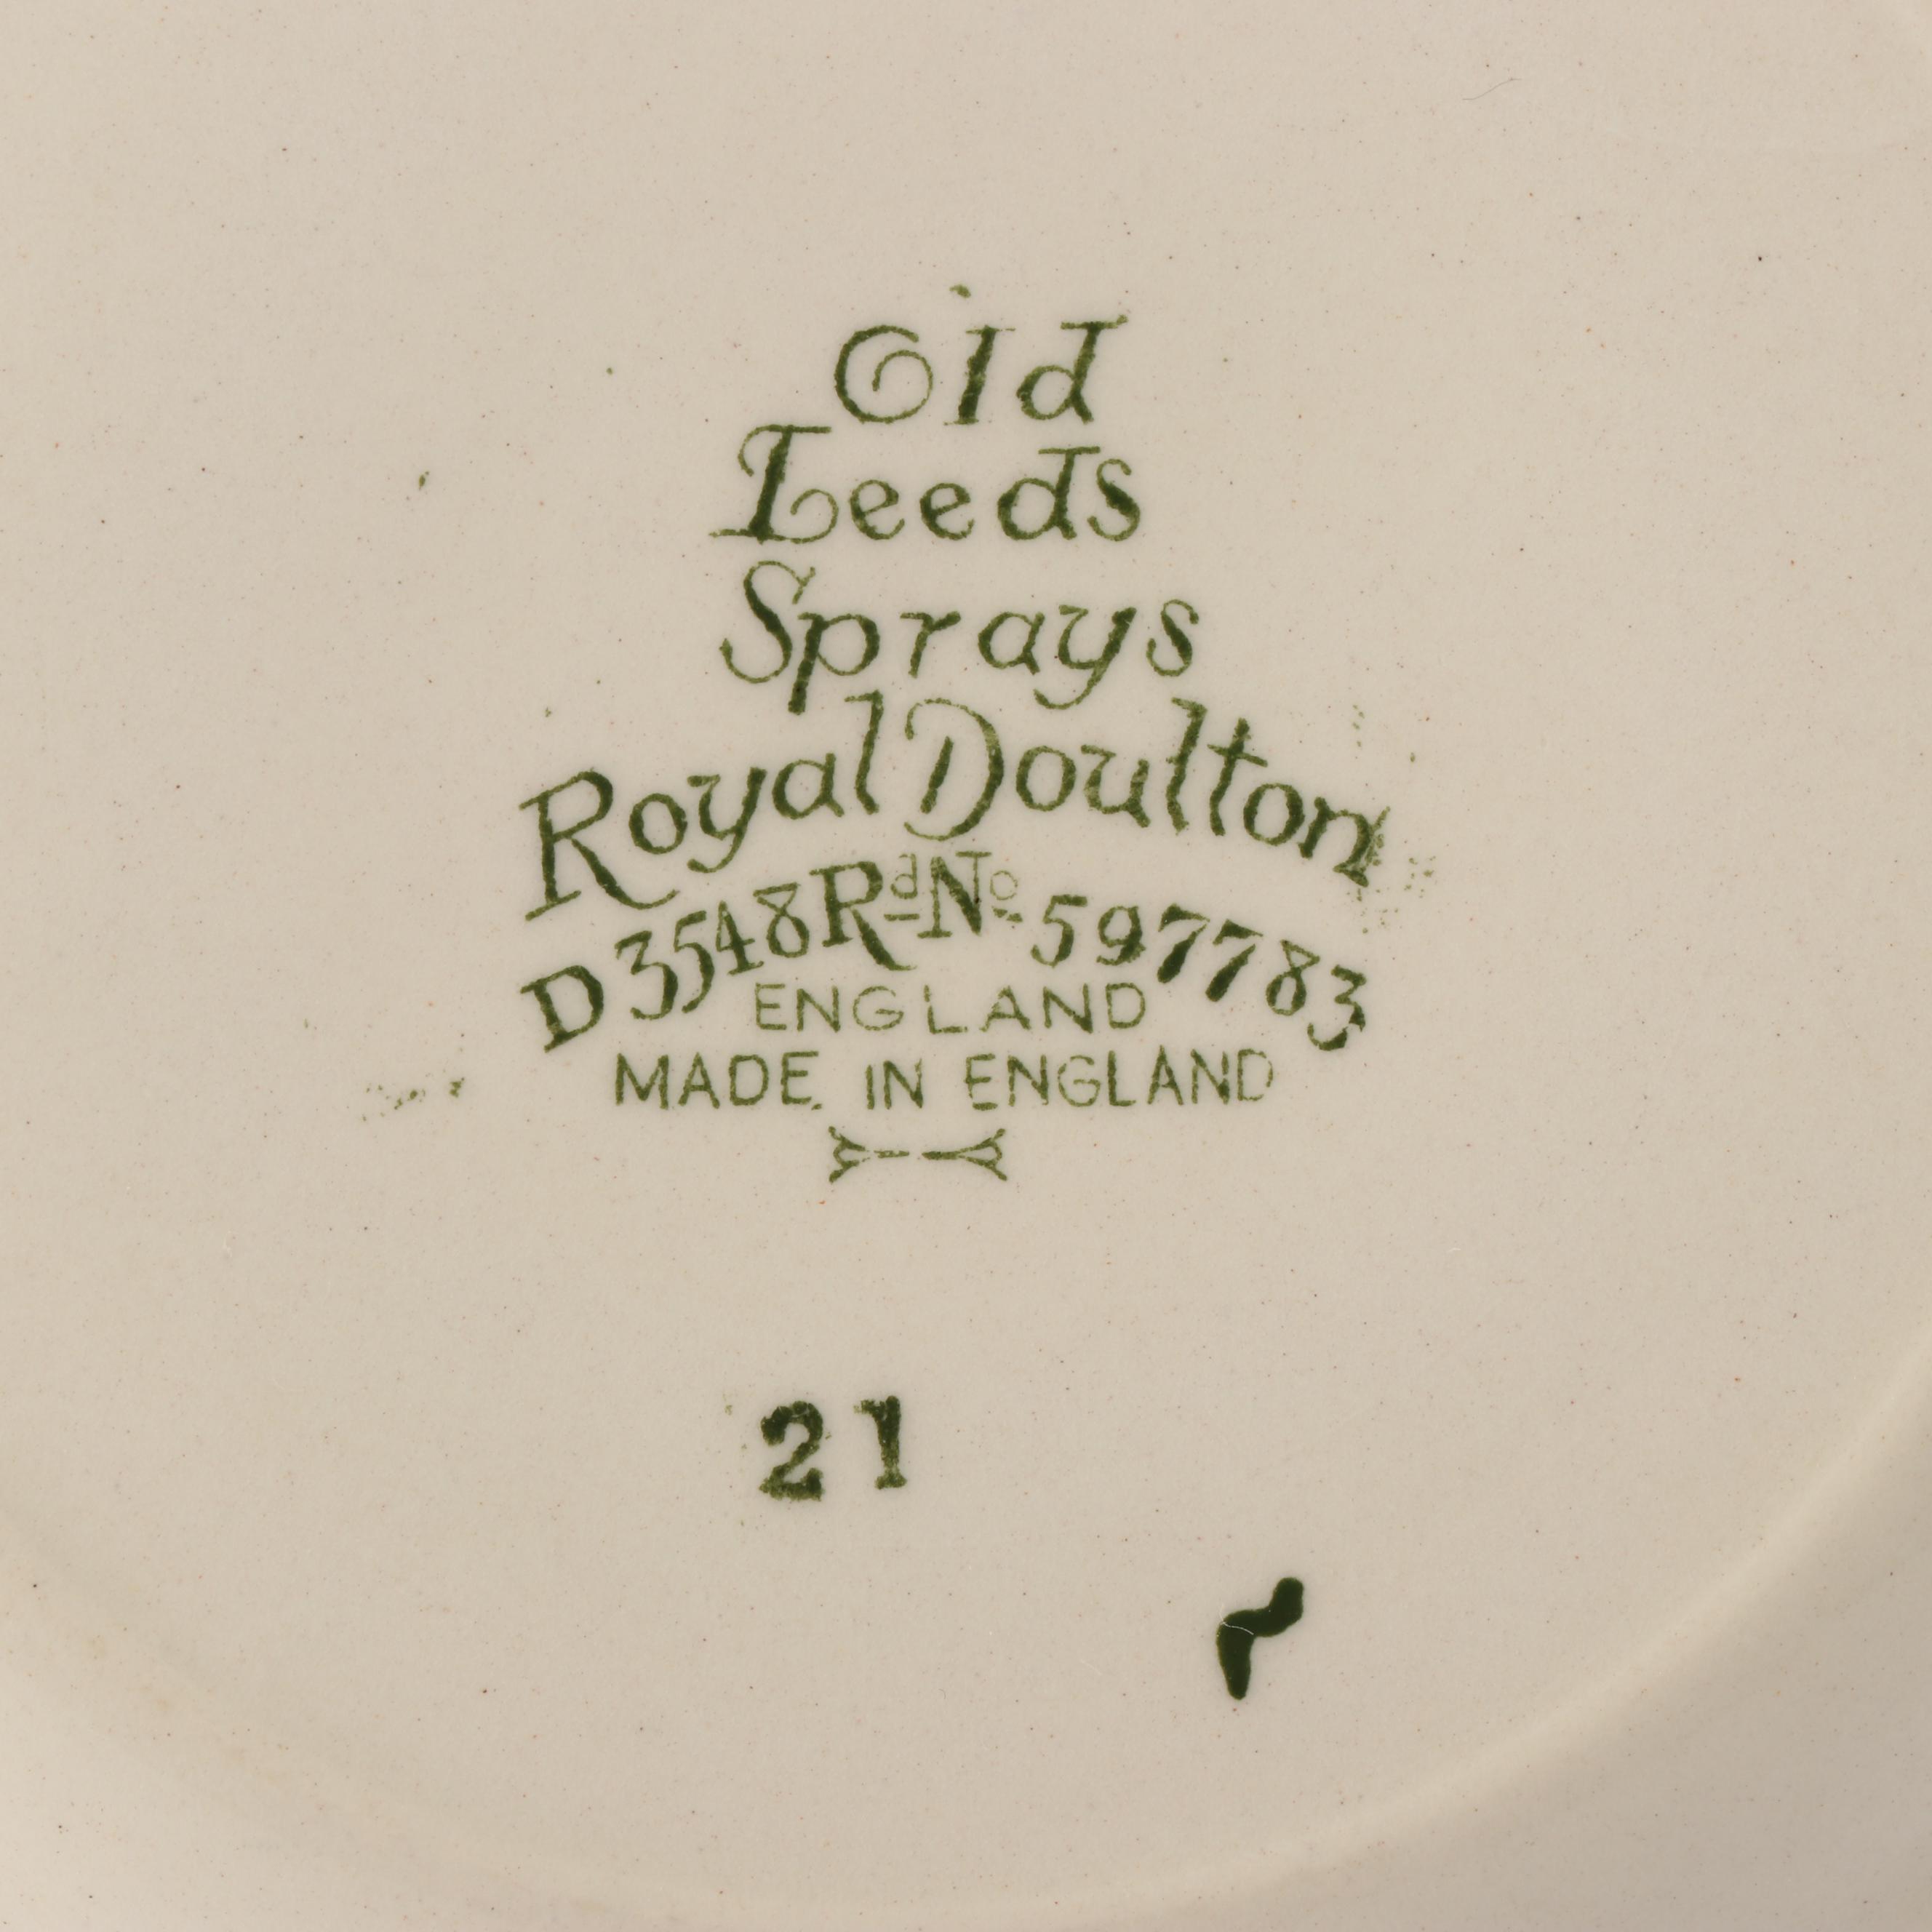 Old
Leeds
Sprays
Royal Doulton
D3548 Rd No 597783
ENGLAND
MADE IN ENGLAND
21